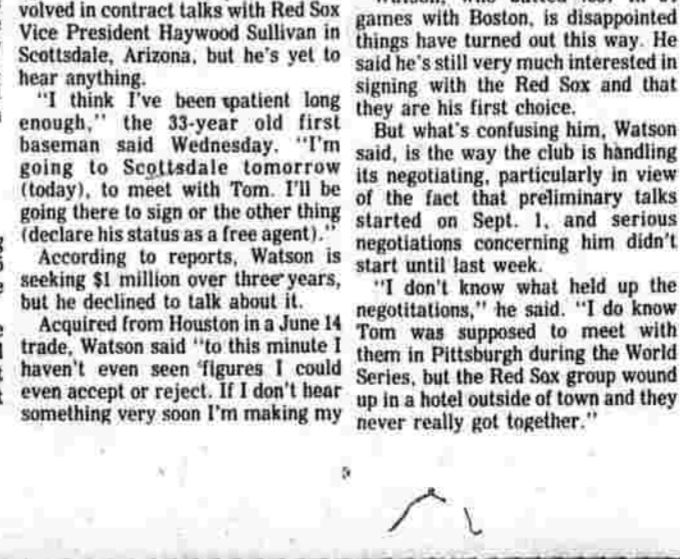 volved in contract talks with Red Sox
Vice President Haywood Sullivan in
Scottsdale, Arizona, but he's yet to
hear anything.
"I think I've been patient long
enough," the 33-year old first
baseman said Wednesday. "I'm
going to Scottsdale tomorrow
(today), to meet with Tom. I'll be
going there to sign or the other thing
(declare his status as a free agent)."
According to reports, Watson is
seeking $1 million over three years,
but he declined to talk about it.
Acquired from Houston in a June 14
trade, Watson said "to this minute I
haven't even seen figures I could
even accept or reject. If I don't hear
something very soon I'm making my
games with Boston, is disappointed
things have turned out this way. He
said he's still very much interested in
signing with the Red Sox and that
they are his first choice.
But what's confusing him, Watson
said, is the way the club is handling
its negotiating, particularly in view
of the fact that preliminary talks
started on Sept. 1, and serious
negotiations concerning him didn't
start until last week.
"I don't know what held up the
negotitations," he said. "I do know
Tom was supposed to meet with
them in Pittsburgh during the World
Series, but the Red Sox group wound
up in a hotel outside of town and they
never really got together."